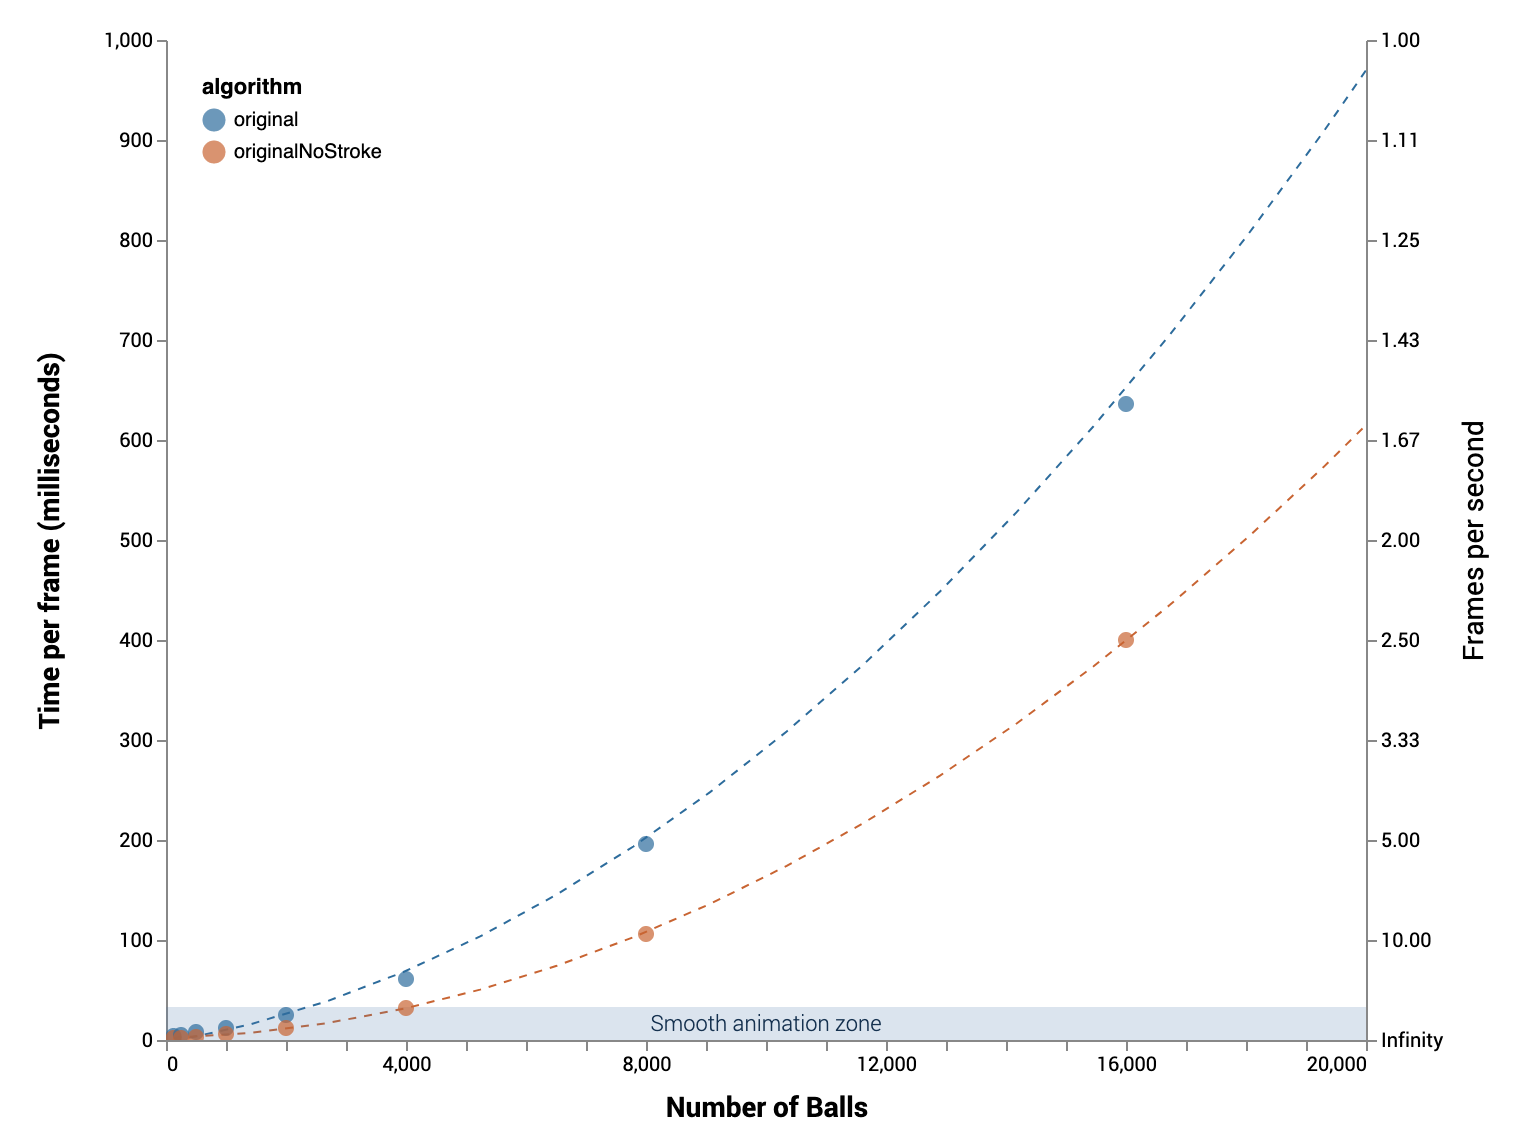 algorithm
original
originalNoStroke
1,000
900
800
700
600
500
400
300
200
100
0
Time per frame (milliseconds)
1.00
1.11
1.25
1.43
1.67
2.00
2.50
3.33
5.00
10.00
Infinity
Frames per second
Smooth animation zone
0 4,000 8,000 12,000 16,000 20,000
Number of Balls